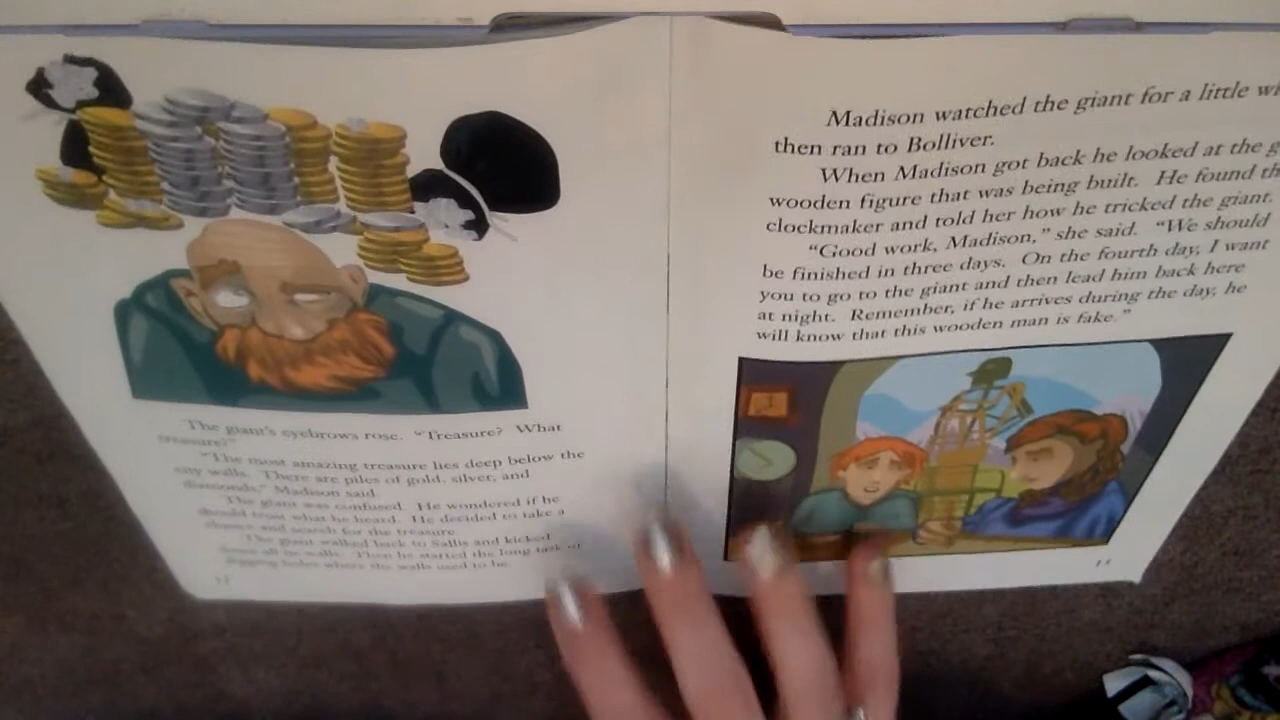 The giant's eyebrows rose. "Treasure? What
treasure?"
"The most amazing treasure lies deep below the
city walls. There are piles of gold, silver, and
diamonds," Madison said.
The giant was confused. He wondered if he
should trust what he heard. He decided to take a
chance and search for the treasure
The giant walked back to Sallis and kicked
down all its walls. Then he started the long task of
digging holes where the walls used to be.
Madison watched the giant for a little
then ran to Bolliver.
When Madison got back he looked at the
wooden figure that was being built. He found
clockmaker and told her how he tricked the giant.
"Good work, Madison," she said. "We should
be finished in three days. On the fourth day, I want
you to go to the giant and then lead him back here
at night. Remember, if he arrives during the day, he
will know that this wooden man is fake."